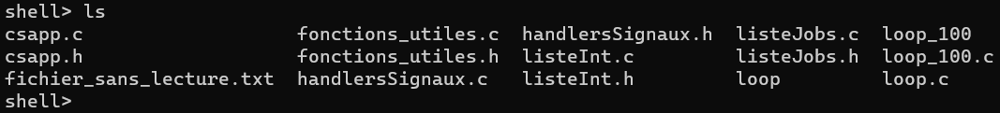 shell> ls
csapp.c fonctions_utiles.c handlersSignaux.h listeJobs.c loop_100
csapp.h fonctions_utiles.h listeInt.c listeJobs.h loop_100.c
fichier_sans_lecture.txt handlersSignaux.c listeInt.h loop loop.c
shell>